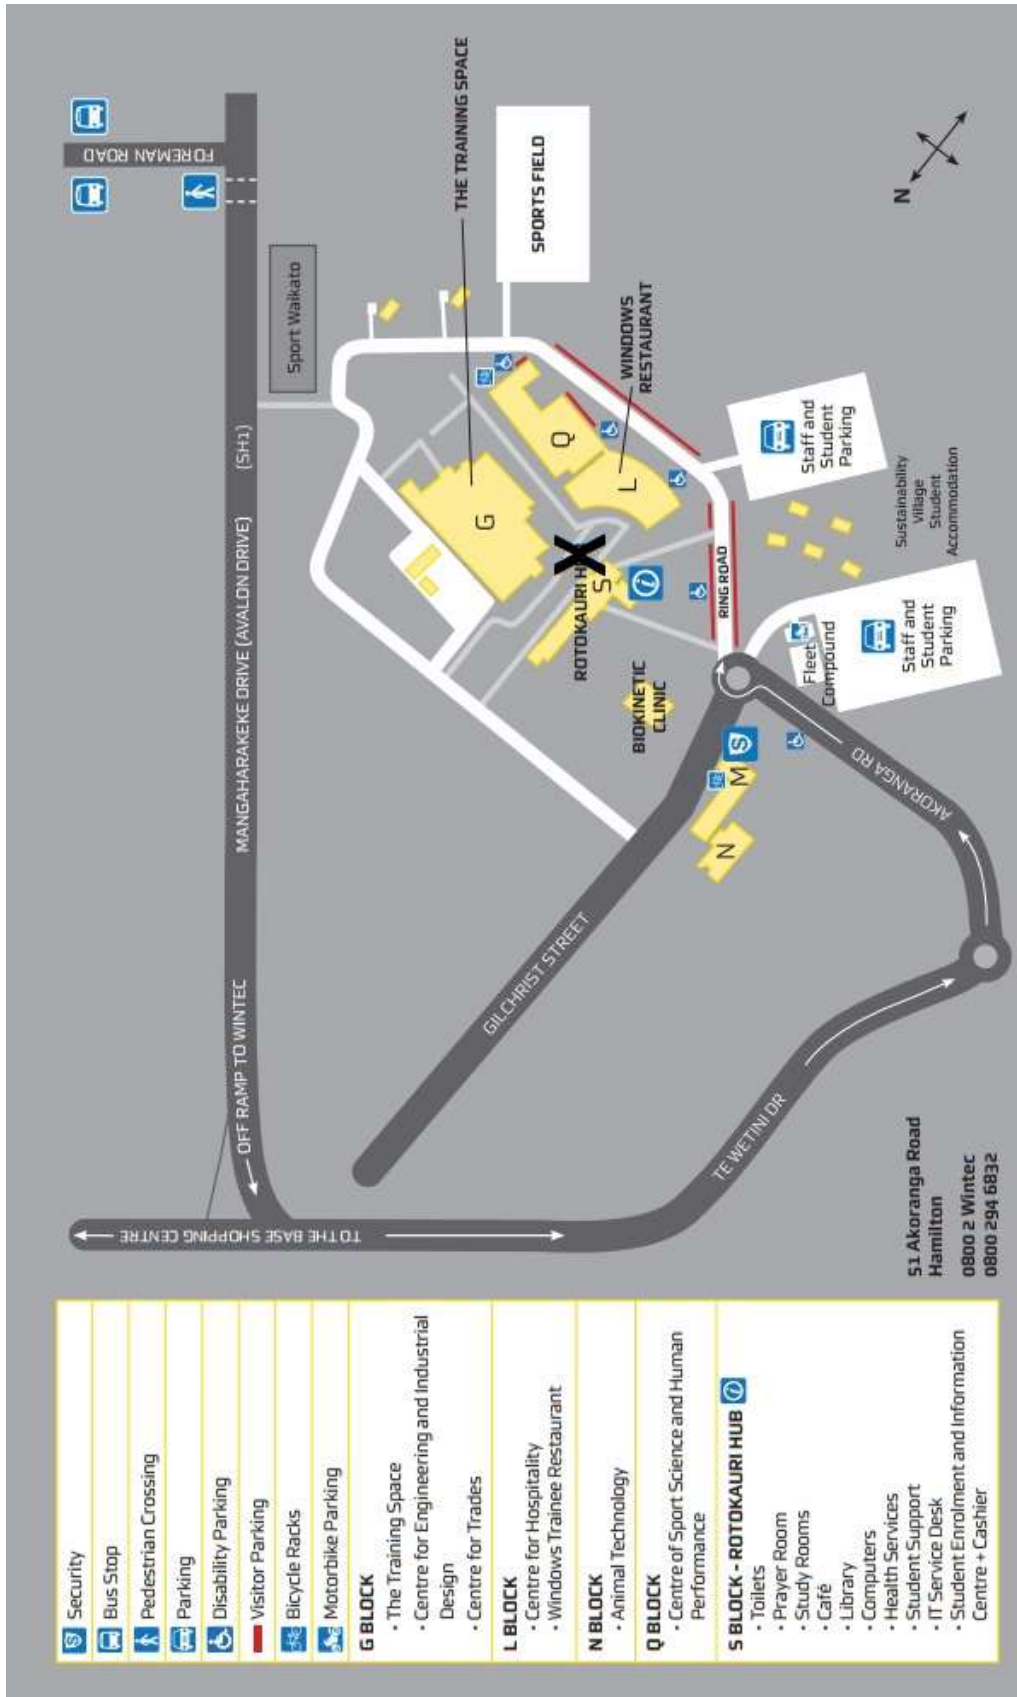 Security
Bus Stop
Pedestrian Crossing
Parking
Disability Parking
Visitor Parking
Bicycle Racks
Motorbike Parking
G BLOCK
• The Training Space
• Centre for Engineering and Industrial
Design
• Centre for Trades
L BLOCK
• Centre for Hospitality
• Windows Trainee Restaurant
N BLOCK
• Animal Technology
Q BLOCK
• Centre of Sport Science and Human
Performance
S BLOCK - ROTOKAURI HUB
• Toilets
• Prayer Room
• Study Rooms
• Café
• Library
• Computers
• Health Services
• Student Support
• IT Service Desk
• Student Enrolment and Information
Centre + Cashier
TO THE BASE SHOPPING CENTRE
OFF RAMP TO WINTEC
MANGAHARAKEKE DRIVE (AVALON DRIVE)
(SH1)
FOREMAN ROAD
Sport Waikato
THE TRAINING SPACE
SPORTS FIELD
G
Q
L
WINDOWS
RESTAURANT
ROTOKAURI H
X
S
BIOKINETIC
CLINIC
RING ROAD
GILCHRIST STREET
S
M
N
Staff and
Student
Parking
Sustainability
Village
Student
Accommodation
Fleet
Compound
Staff and
Student
Parking
AKORANGA RD
TE WETINI DR
N
51 Akoranga Road
Hamilton
0800 2 Wintec
0800 294 6832